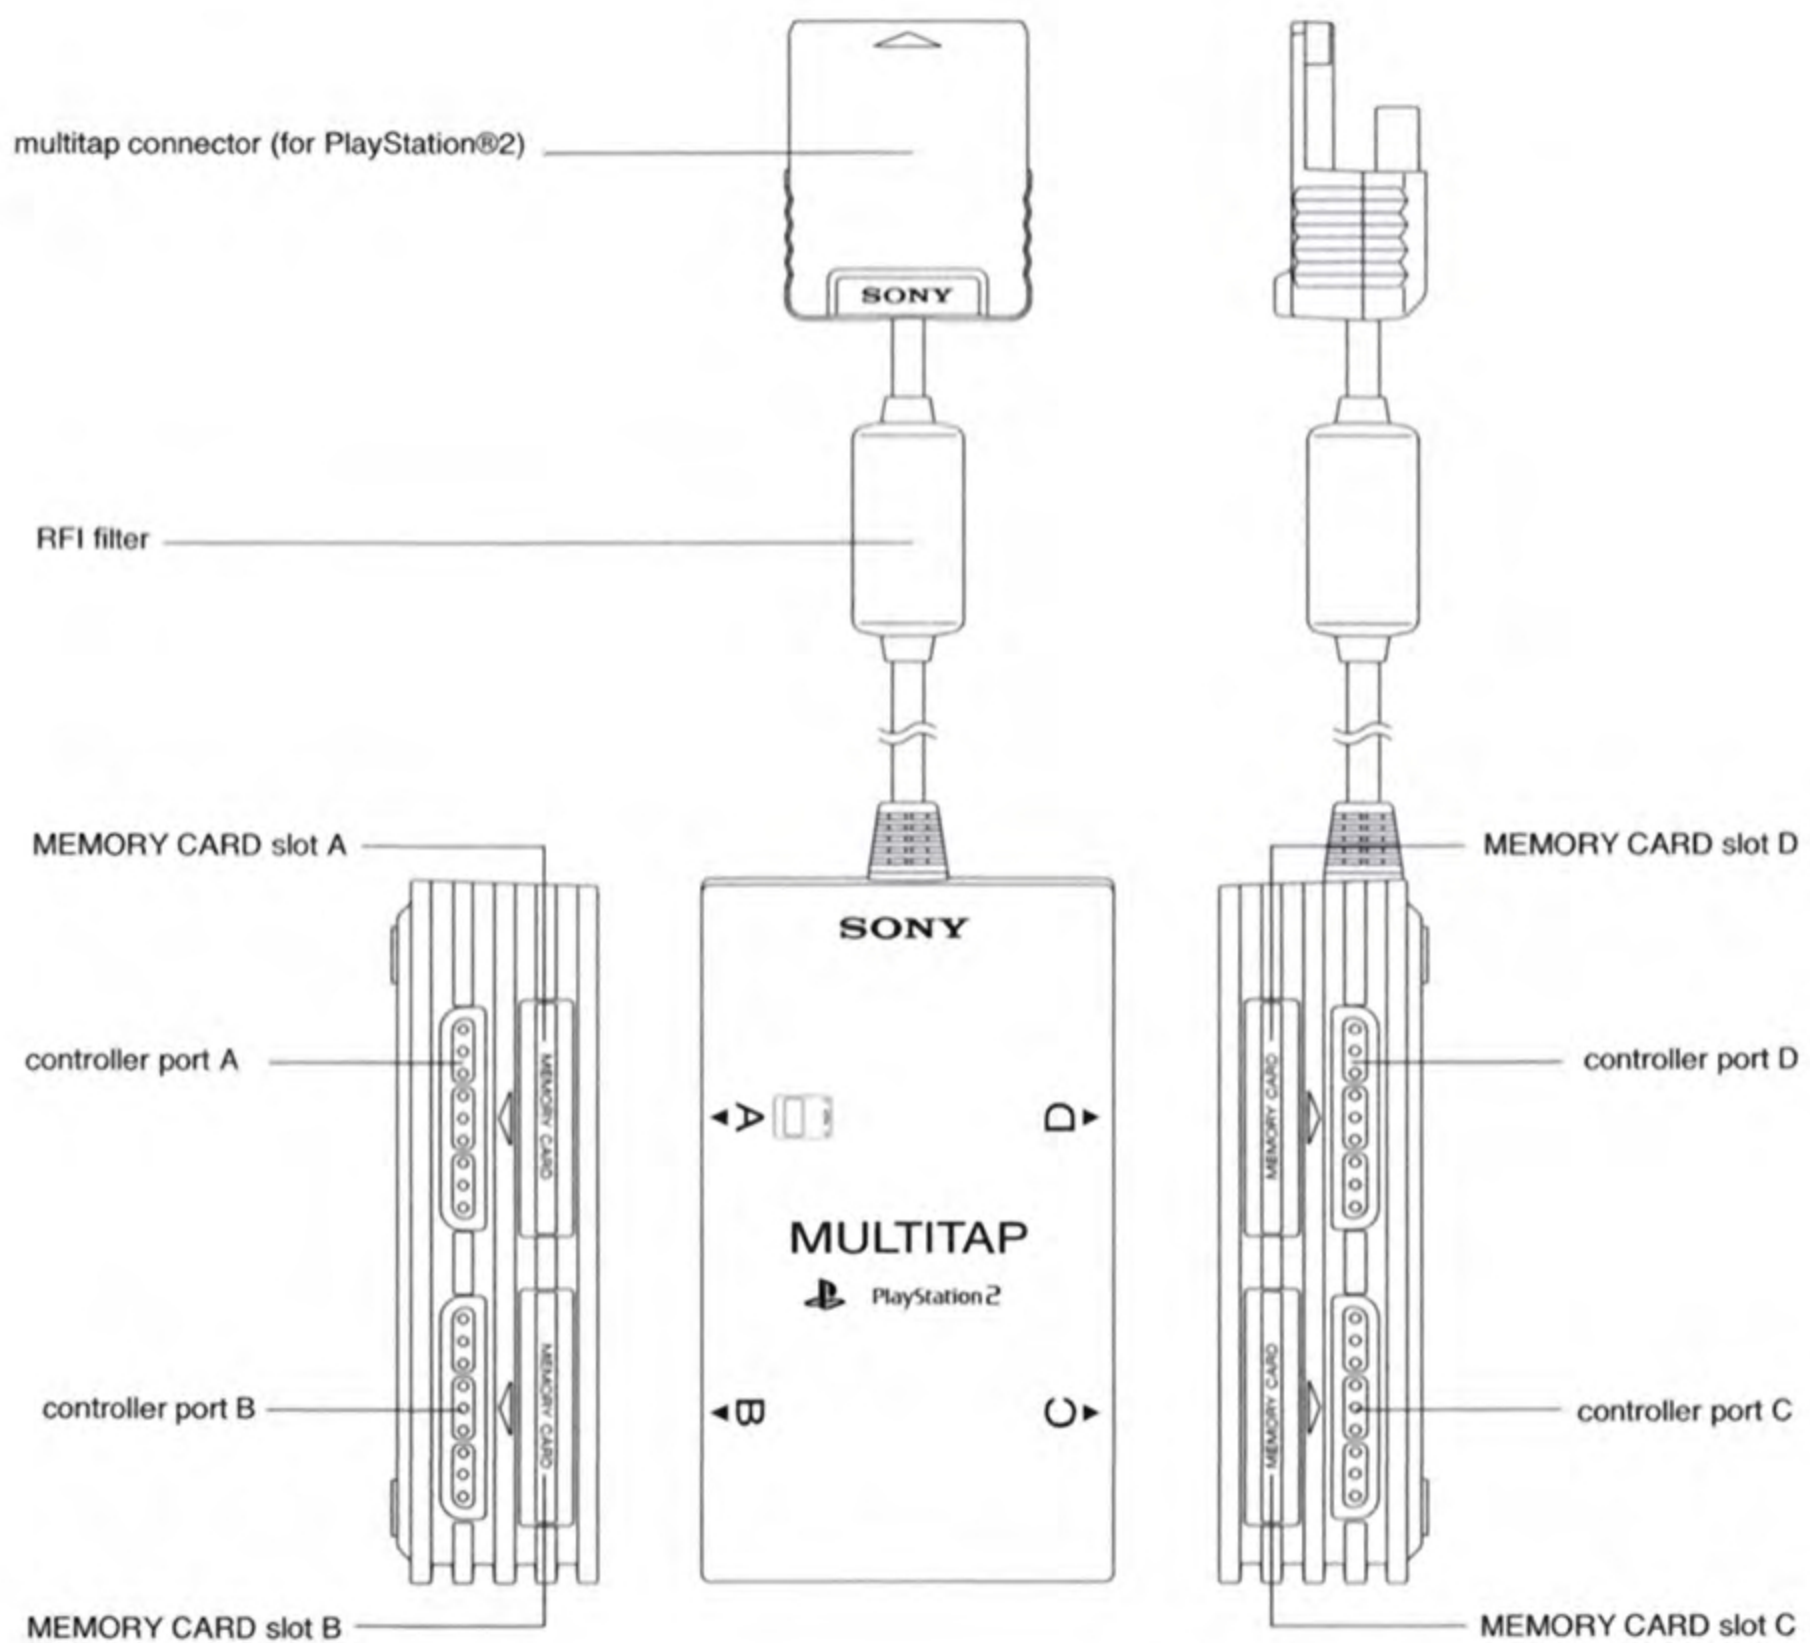 multitap connector (for PlayStation®2)
SONY
RFI filter
MEMORY CARD slot A
MEMORY CARD slot D
SONY
controller port A
controller port D
MEMORY CARD
MEMORY CARD
A
D
MULTITAP
PlayStation 2
MEMORY CARD
MEMORY CARD
B
C
controller port B
controller port C
MEMORY CARD slot B
MEMORY CARD slot C